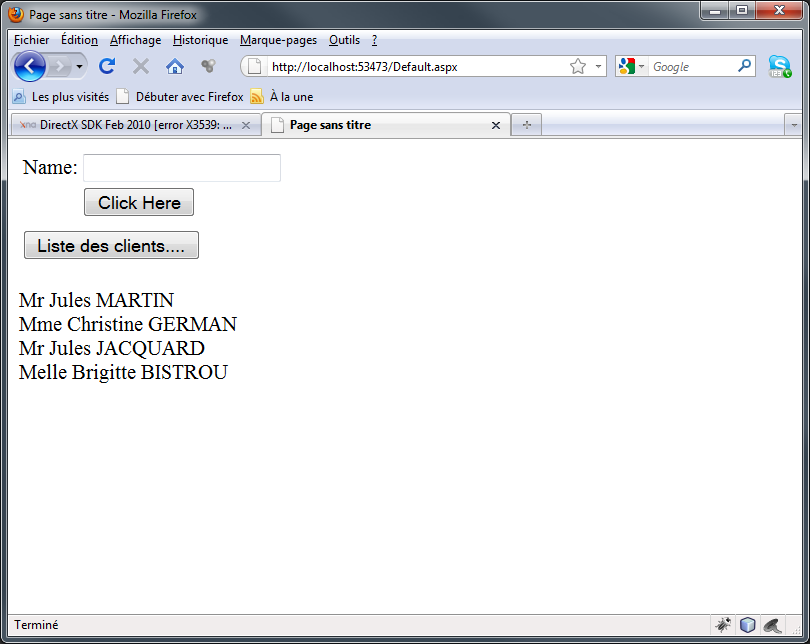 Page sans titre - Mozilla Firefox
Fichier Édition Affichage Historique Marque-pages Outils ?
http://localhost:53473/Default.aspx Google
Les plus visités Débuter avec Firefox À la une
xna DirectX SDK Feb 2010 [error X3539: ... Page sans titre
Name:
Click Here
Liste des clients....
Mr Jules MARTIN
Mme Christine GERMAN
Mr Jules JACQUARD
Melle Brigitte BISTROU
Terminé